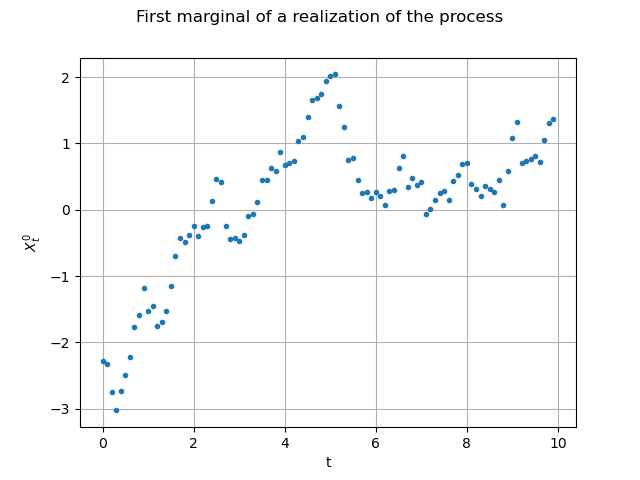 First marginal of a realization of the process
2
1
0
−1
−2
−3
X_t^0
0 2 4 6 8 10
t